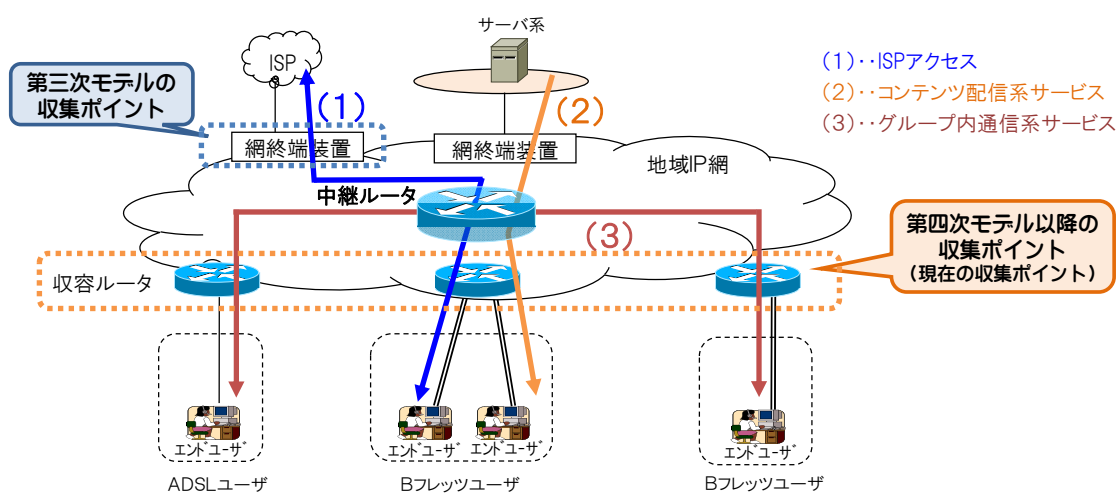 サーバ系
ISP
(1)‥ISPアクセス
(2)‥コンテンツ配信系サービス
(3)‥グループ内通信系サービス
第三次モデルの
収集ポイント
(1)
(2)
網終端装置
網終端装置
地域IP網
中継ルータ
(3)
第四次モデル以降の
収集ポイント
(現在の収集ポイント)
収容ルータ
エンドユーザ
エンドユーザ
エンドユーザ
エンドユーザ
ADSLユーザ
Bフレッツユーザ
Bフレッツユーザ